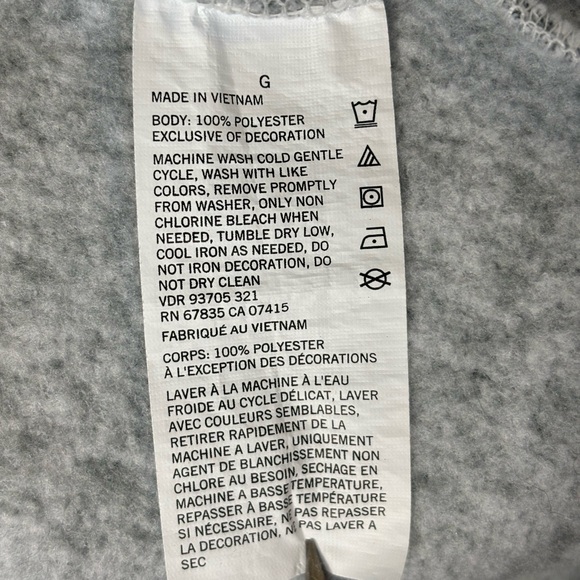 G
MADE IN VIETNAM
BODY: 100% POLYESTER
EXCLUSIVE OF DECORATION
MACHINE WASH COLD GENTLE
CYCLE, WASH WITH LIKE
COLORS, REMOVE PROMPTLY
FROM WASHER, ONLY NON
CHLORINE BLEACH WHEN
NEEDED, TUMBLE DRY LOW,
COOL IRON AS NEEDED, DO
NOT IRON DECORATION, DO
NOT DRY CLEAN
VDR 93705 321
RN 67835 CA 07415
FABRIQUÉ AU VIETNAM
CORPS: 100% POLYESTER
À L'EXCEPTION DES DÉCORATIONS
LAVER À LA MACHINE À L'EAU
FROIDE AU CYCLE DÉLICAT, LAVER
AVEC COULEURS SEMBLABLES,
RETIRER RAPIDEMENT DE LA
MACHINE A LAVER, UNIQUEMENT
AGENT DE BLANCHISSEMENT NON
CHLORE AU BESOIN, SECHAGE EN
MACHINE A BASSE TEMPERATURE,
REPASSER À BASSE TEMPÉRATURE
SI NÉCESSAIRE, NE PAS REPASSER
LA DECORATION, NE PAS LAVER A
SEC